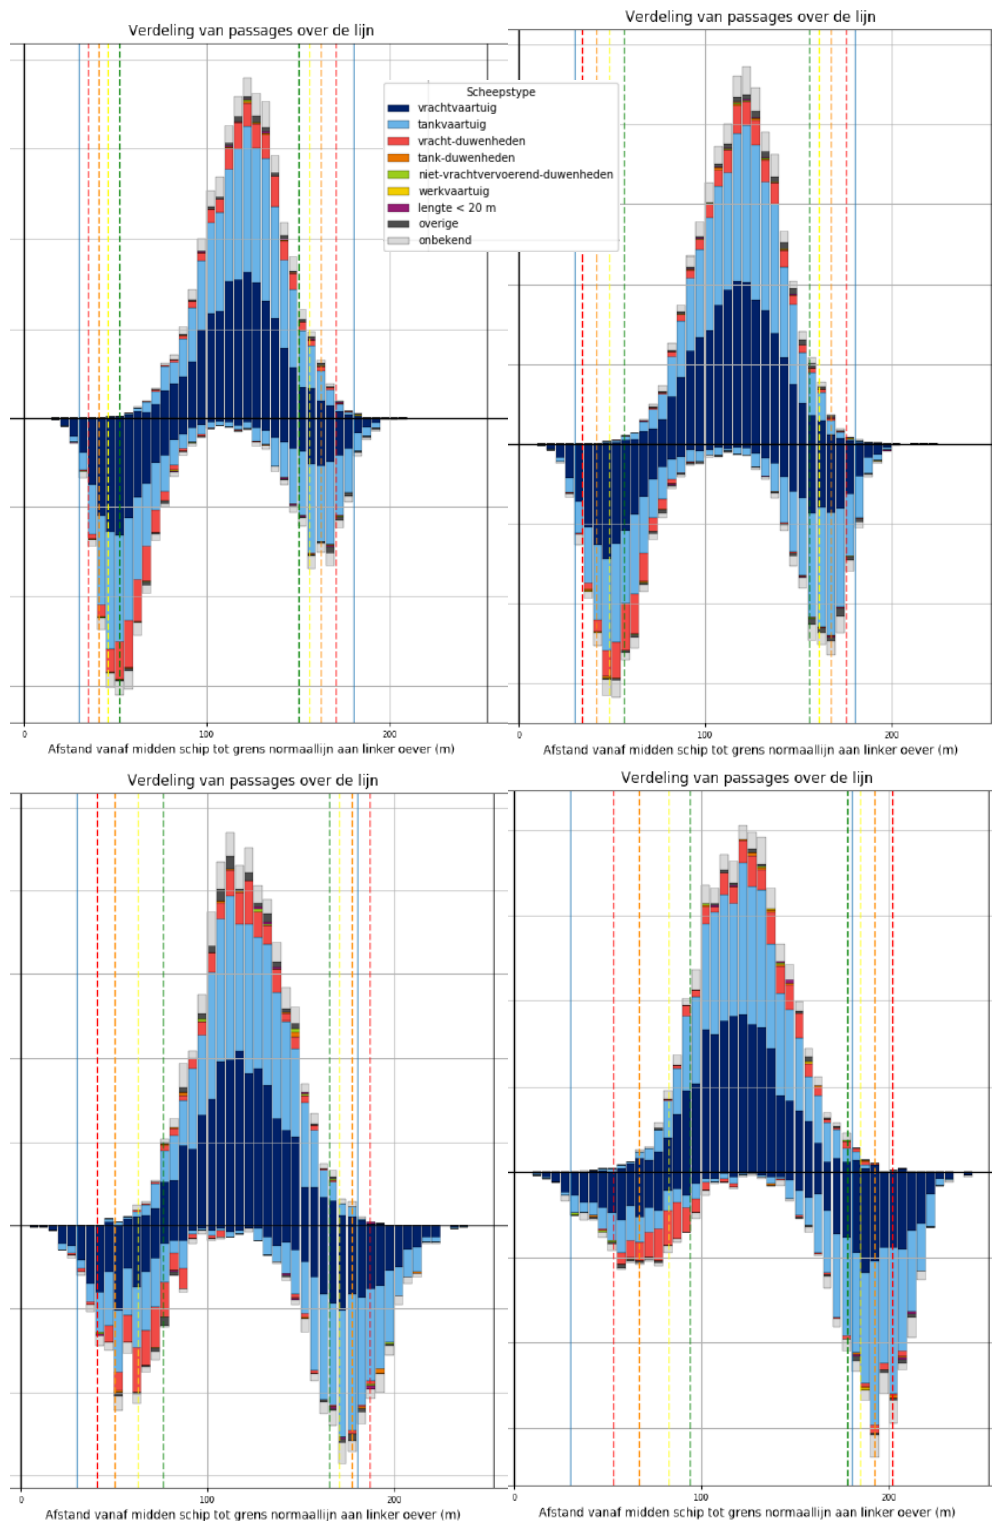 Verdeling van passages over de lijn
Scheepstype
vrachtvaartuig
tankvaartuig
vracht-duwenheden
tank-duwenheden
niet-vrachtvervoerend-duwenheden
werkvaartuig
lengte < 20 m
overige
onbekend
0 100 200
Afstand vanaf midden schip tot grens normaallijn aan linker oever (m)
Verdeling van passages over de lijn
0 100 200
Afstand vanaf midden schip tot grens normaallijn aan linker oever (m)
Verdeling van passages over de lijn
0 100 200
Afstand vanaf midden schip tot grens normaallijn aan linker oever (m)
Verdeling van passages over de lijn
0 100 200
Afstand vanaf midden schip tot grens normaallijn aan linker oever (m)